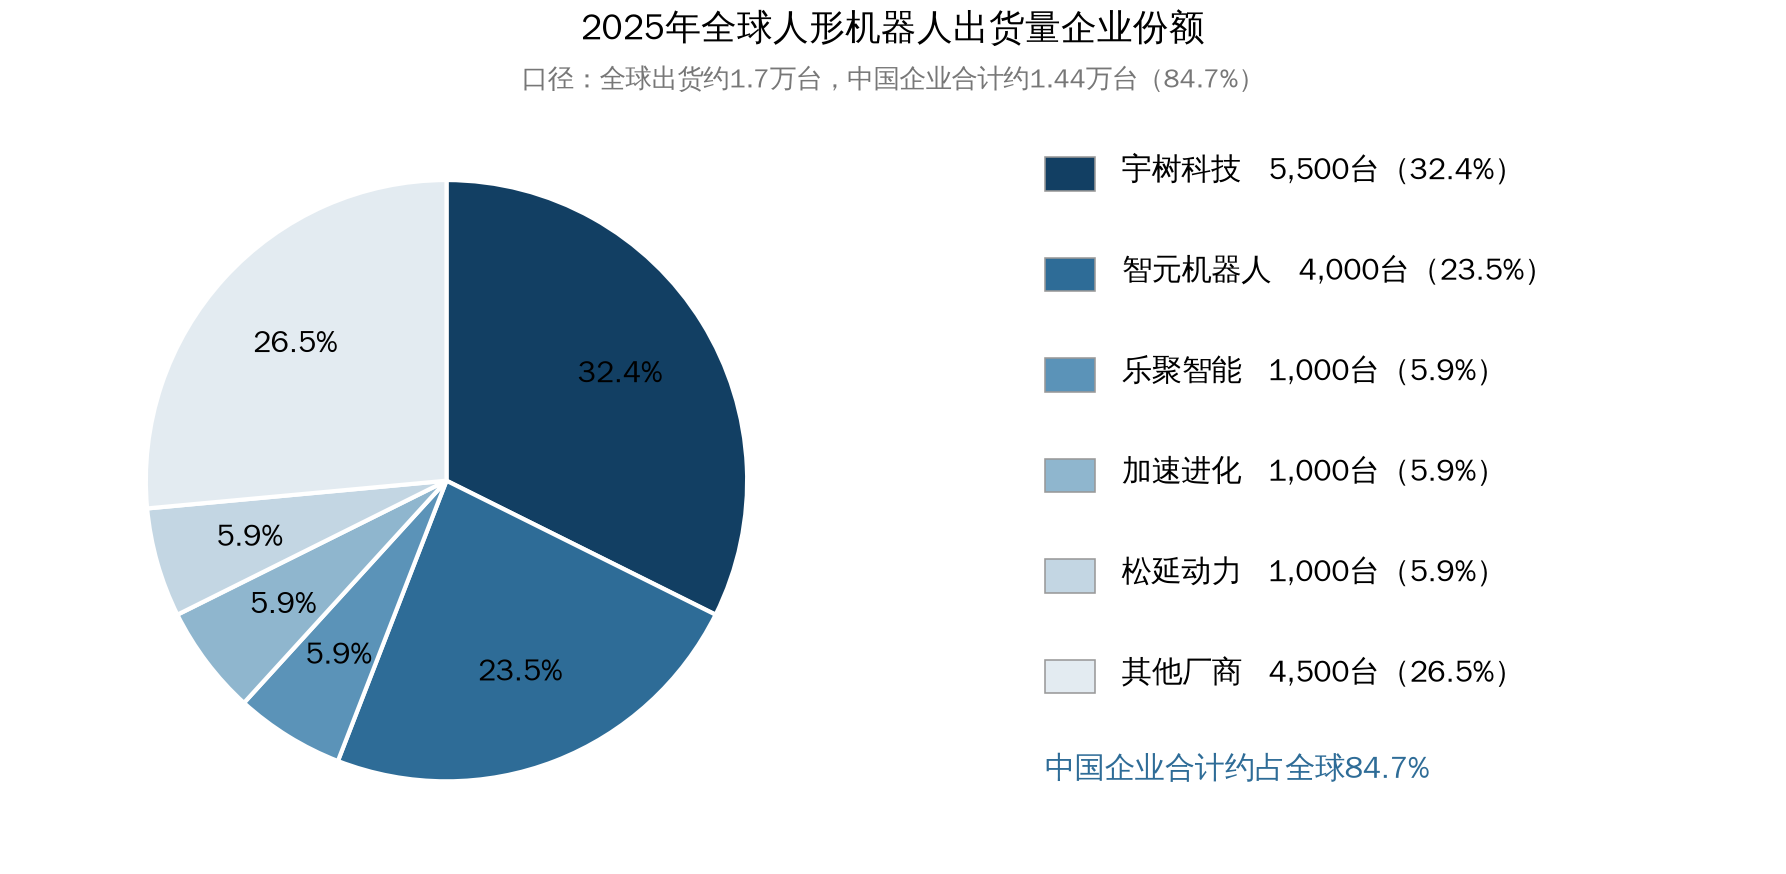 2025年全球人形机器人出货量企业份额
口径：全球出货约1.7万台，中国企业合计约1.44万台（84.7%）
26.5%
32.4%
5.9%
5.9%
5.9%
23.5%
宇树科技 5,500台（32.4%）
智元机器人 4,000台（23.5%）
乐聚智能 1,000台（5.9%）
加速进化 1,000台（5.9%）
松延动力 1,000台（5.9%）
其他厂商 4,500台（26.5%）
中国企业合计约占全球84.7%